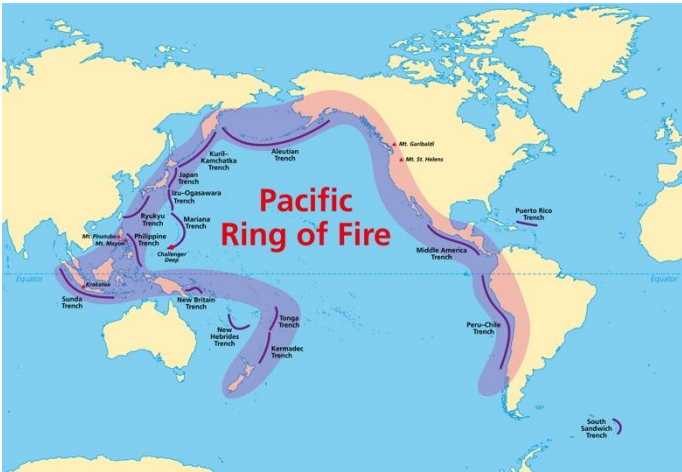 Pacific
Ring of Fire
Mt. Garibaldi
Mt. St. Helens
Kuril–
Kamchatka
Trench
Aleutian
Trench
Japan
Trench
Izu–Ogasawara
Trench
Ryukyu
Trench
Mariana
Trench
Mt. Pinatubo
Mt. Mayon
Philippine
Trench
Challenger
Deep
Puerto Rico
Trench
Middle America
Trench
Equator
Equator
Krakatou
Sunda
Trench
New Britain
Trench
Tonga
Trench
New
Hebrides
Trench
Kermadec
Trench
Peru–Chile
Trench
South
Sandwich
Trench